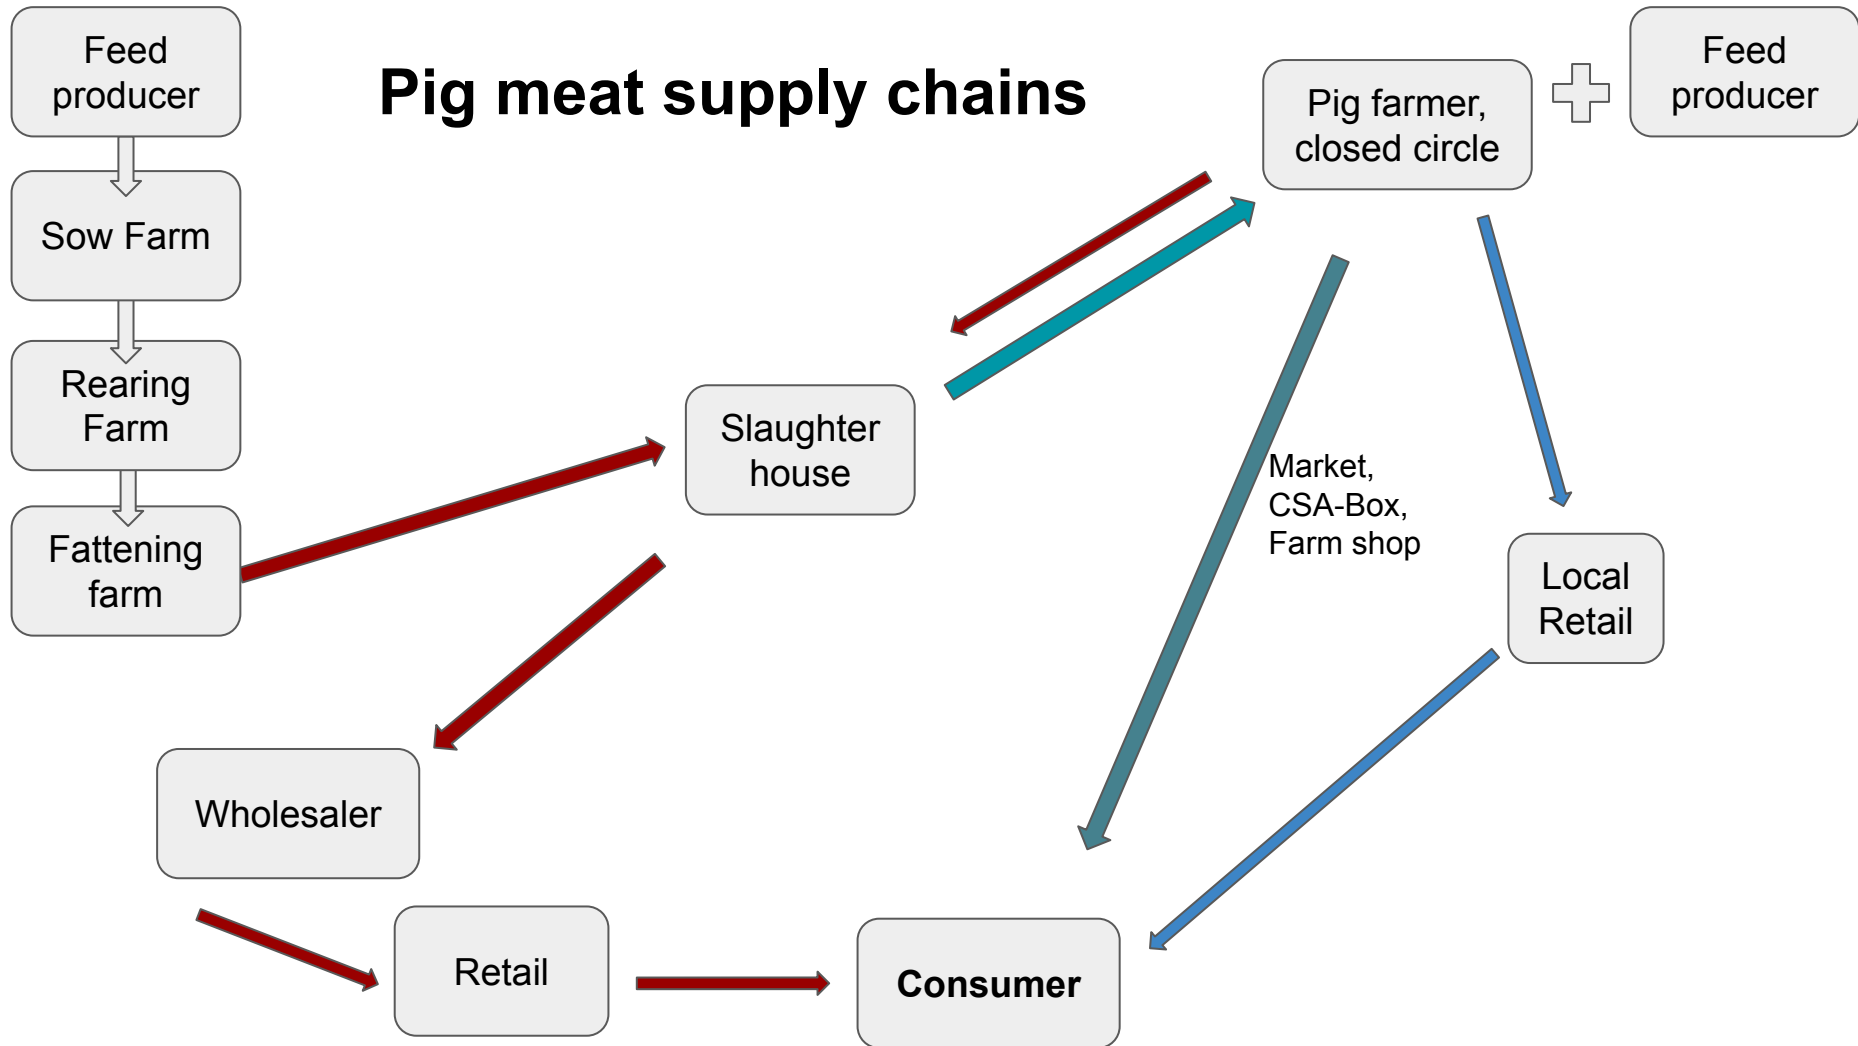 Feed
producer
Pig meat supply chains
Pig farmer,
closed circle
Feed
producer
Sow Farm
Rearing
Farm
Slaughter
house
Market,
CSA-Box,
Farm shop
Fattening
farm
Local
Retail
Wholesaler
Retail
Consumer